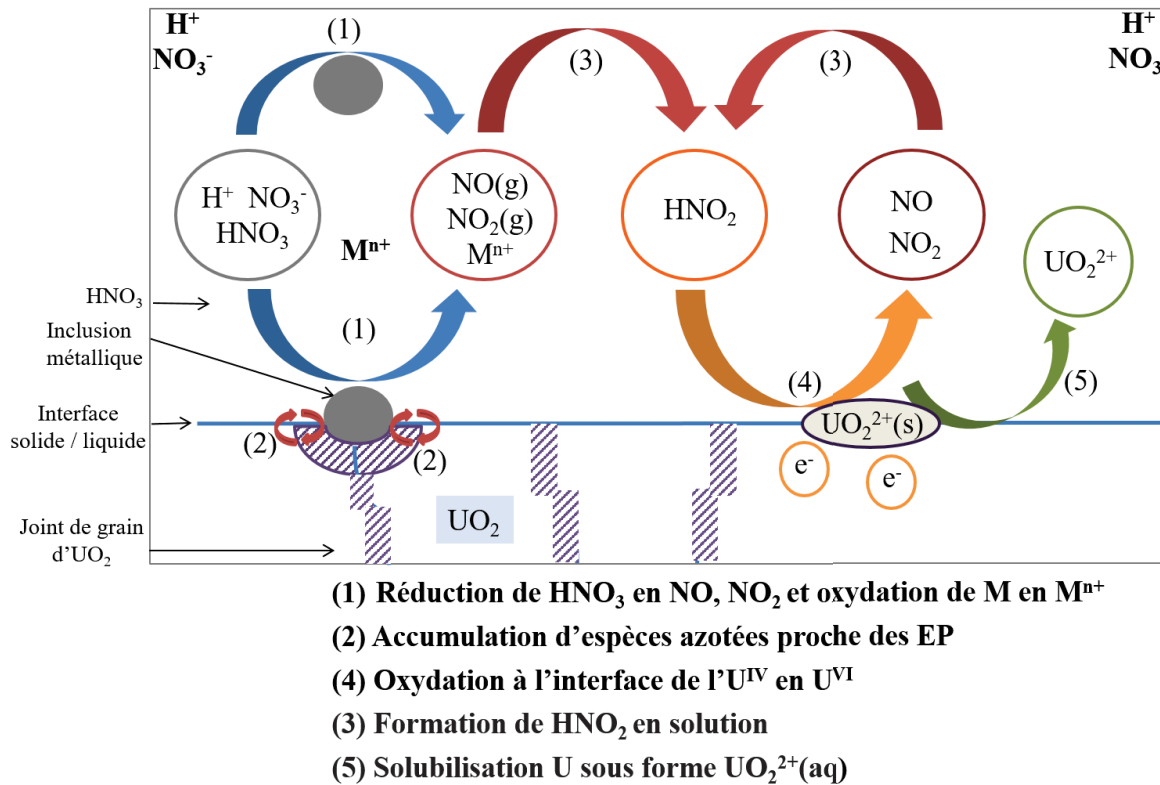 H⁺
NO₃⁻
(1)
(3)
(3)
H⁺
NO₃
H⁺ NO₃⁻
HNO₃
Mⁿ⁺
NO(g)
NO₂(g)
Mⁿ⁺
HNO₂
NO
NO₂
UO₂²⁺
HNO₃
(1)
Inclusion
métallique
(4)
(5)
Interface
solide / liquide
(2)
(2)
UO₂²⁺(s)
e⁻
e⁻
UO₂
Joint de grain
d'UO₂
(1) Réduction de HNO₃ en NO, NO₂ et oxydation de M en Mⁿ⁺
(2) Accumulation d'espèces azotées proche des EP
(4) Oxydation à l'interface de l'Uᴵⱽ en Uⱽᴵ
(3) Formation de HNO₂ en solution
(5) Solubilisation U sous forme UO₂²⁺(aq)